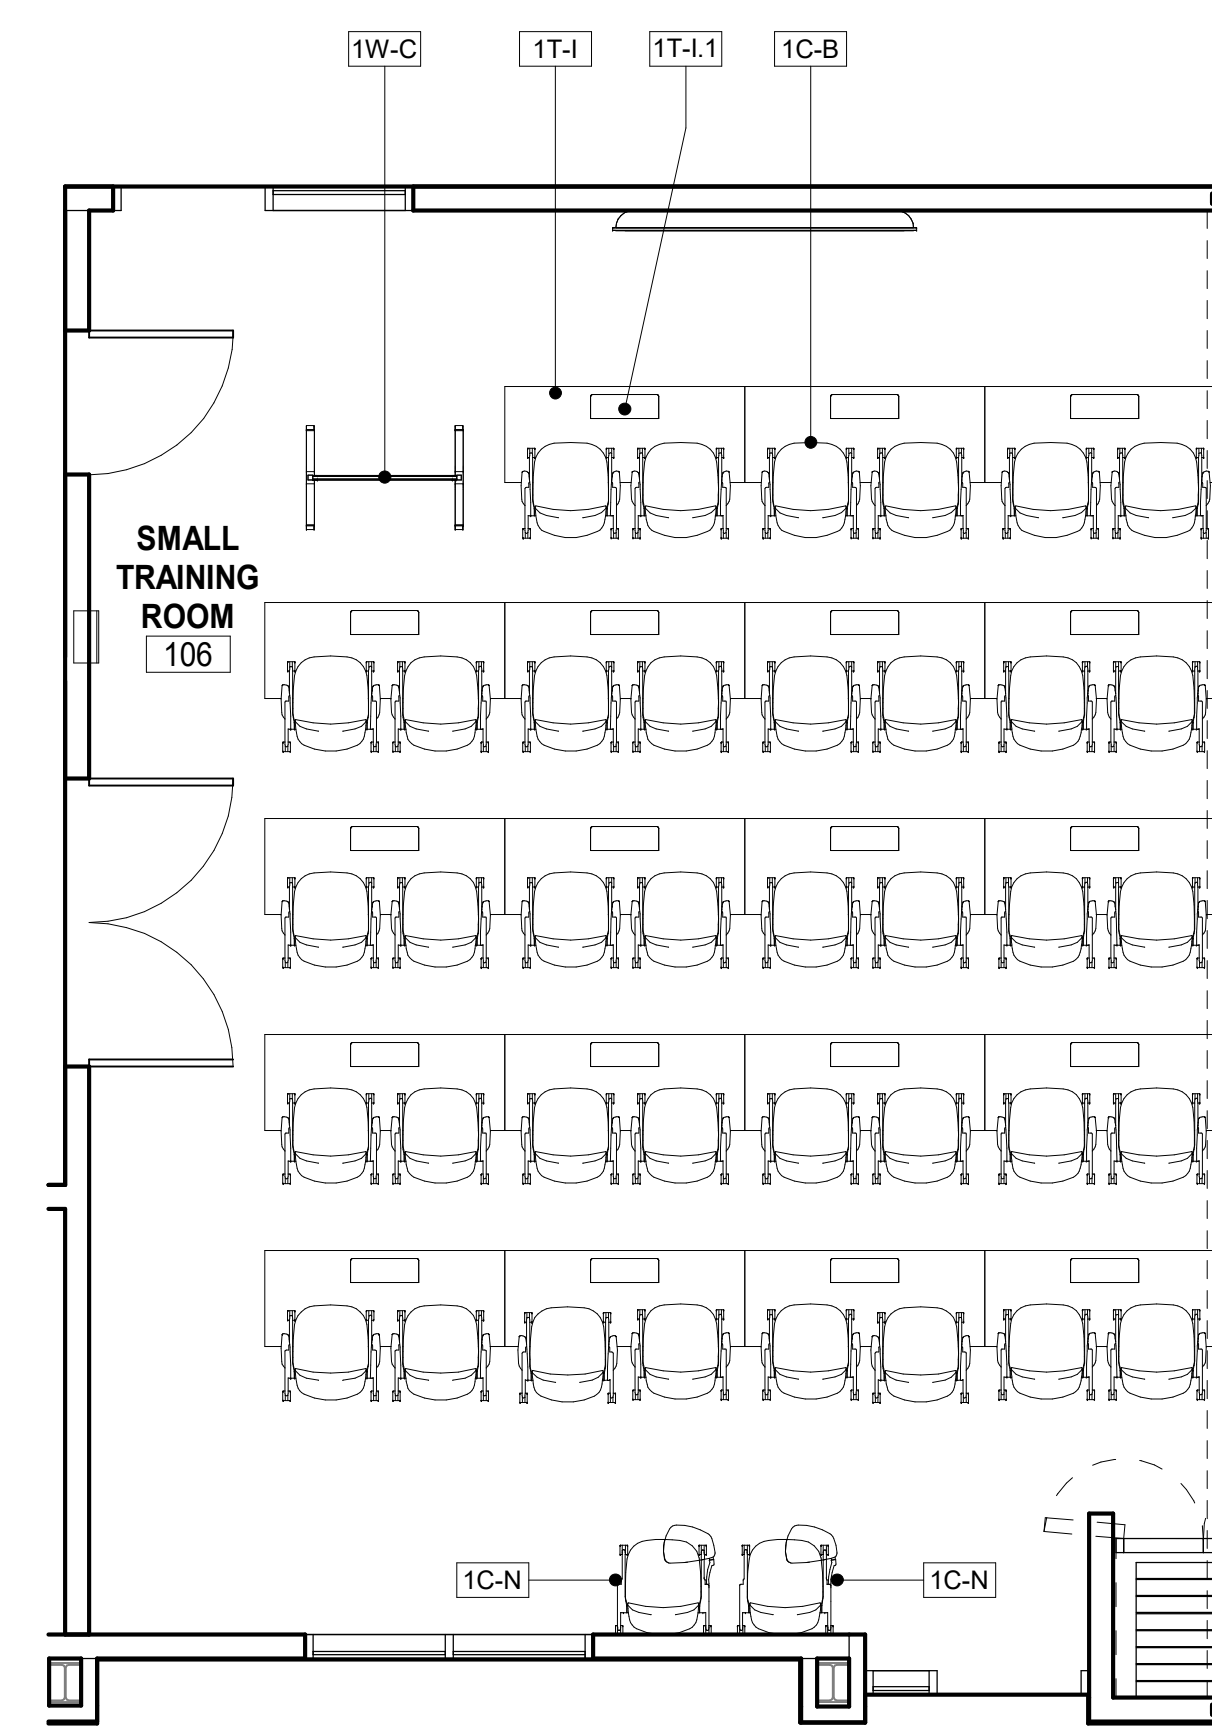 1W-C
1T-I
1T-I.1
1C-B
SMALL
TRAINING
ROOM
106
1C-N
1C-N